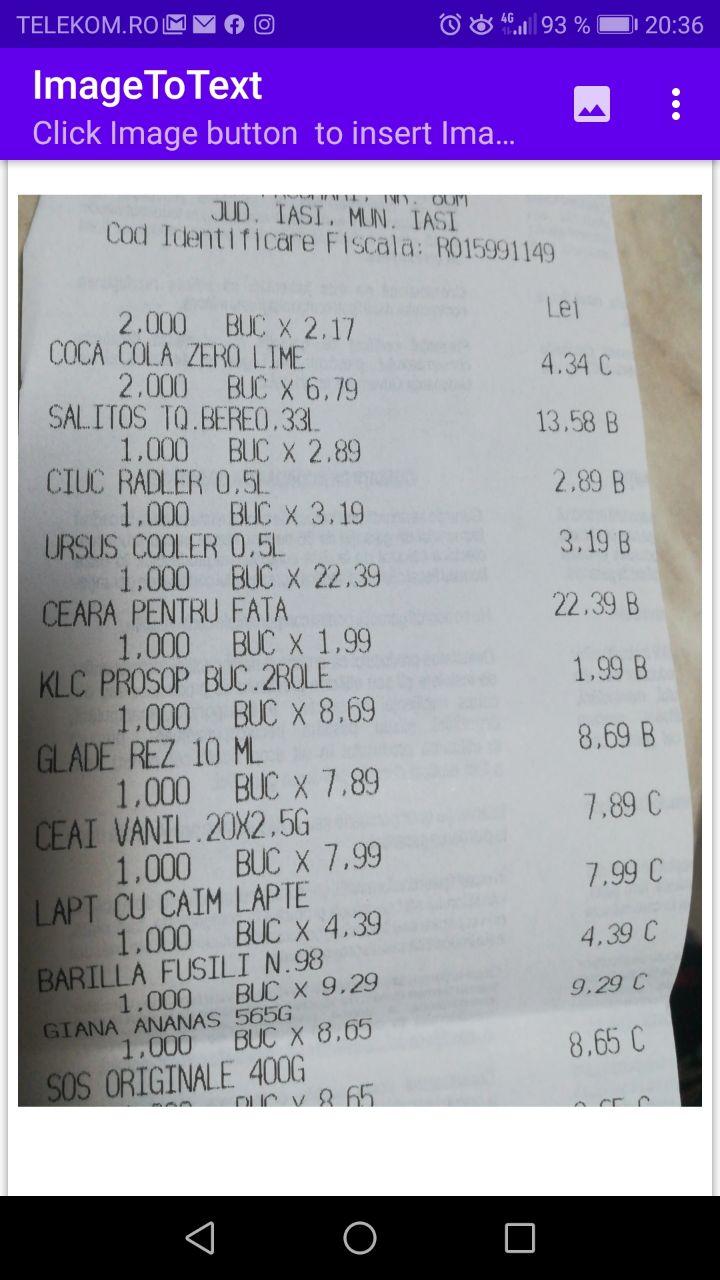 TELEKOM.RO 4G 93 % 20:36
ImageToText
Click Image button to insert Ima...
JUD. IASI, MUN. IASI
Cod Identificare Fiscala: RO15991149
Lei
2,000 BUC X 2,17
COCA COLA ZERO LIME 4,34 C
2,000 BUC X 6,79
SALITOS TQ.BERE0,33L 13,58 B
1,000 BUC X 2,89
CIUC RADLER 0,5L 2,89 B
1,000 BUC X 3,19
URSUS COOLER 0,5L 3,19 B
1,000 BUC X 22,39
CEARA PENTRU FATA 22,39 B
1,000 BUC X 1,99
KLC PROSOP BUC.2ROLE 1,99 B
1,000 BUC X 8,69
GLADE REZ 10 ML 8,69 B
1,000 BUC X 7,89
CEAI VANIL.20X2,5G 7,89 C
1,000 BUC X 7,99
LAPT CU CAIM LAPTE 7,99 C
1,000 BUC X 4,39
BARILLA FUSILI N.98 4,39 C
1,000 BUC X 9,29
GIANA ANANAS 565G 9,29 C
1,000 BUC X 8,65
SOS ORIGINALE 400G 8,65 C
BUC X 8,65